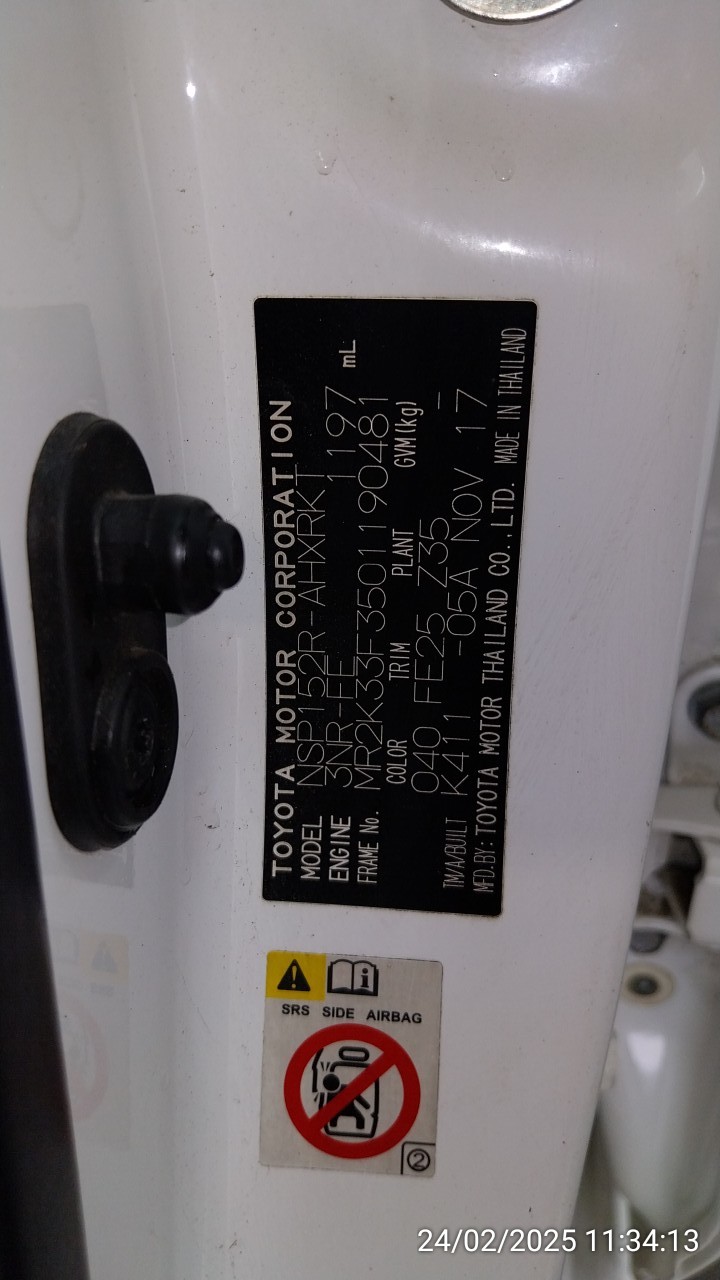 TOYOTA MOTOR CORPORATION
MODEL NSP152R-AHXRKT
ENGINE 3NR-FE 1197 mL
FRAME No. MR2K33F3501190481
COLOR TRIM PLANT GVM(kg)
040 FE25 Z35 -
TM/A/BUILT K411 -05A NOV 17
MFD.BY: TOYOTA MOTOR THAILAND CO.,LTD. MADE IN THAILAND
SRS SIDE AIRBAG
2
24/02/2025 11:34:13